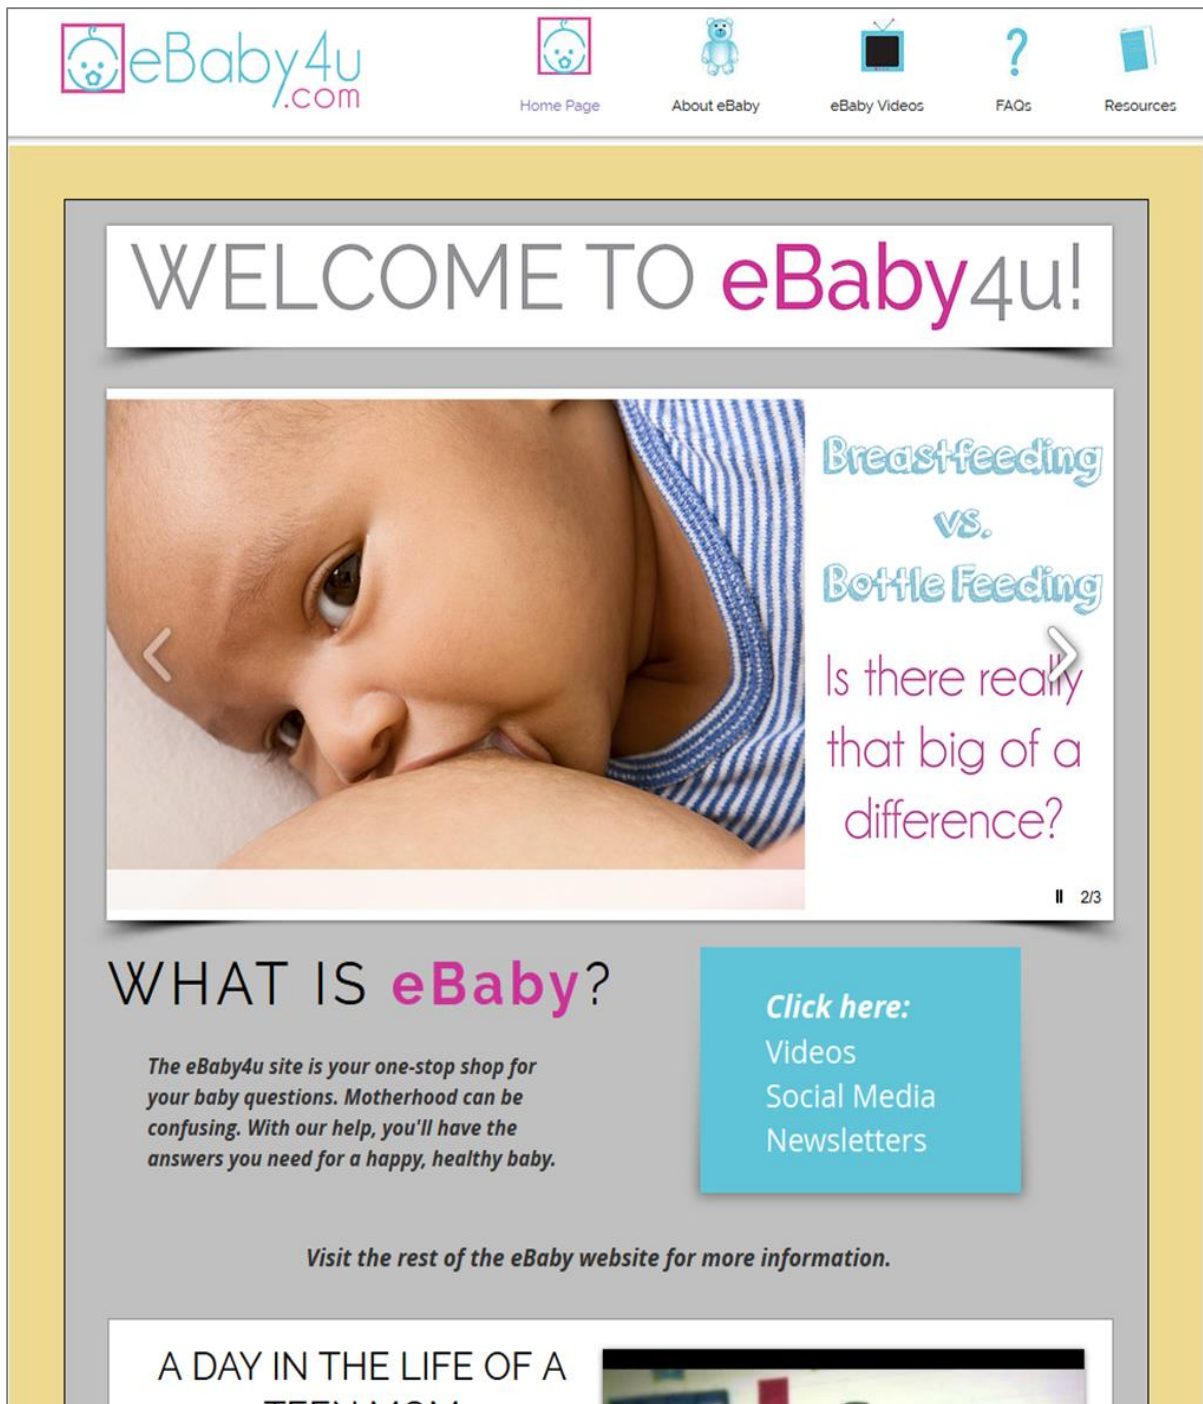 eBaby4u
.com
Home Page
About eBaby
eBaby Videos
?
FAQs
Resources
WELCOME TO eBaby4u!
Breastfeeding
vs.
Bottle Feeding
Is there really
that big of a
difference?
2/3
WHAT IS eBaby?
The eBaby4u site is your one-stop shop for
your baby questions. Motherhood can be
confusing. With our help, you'll have the
answers you need for a happy, healthy baby.
Click here:
Videos
Social Media
Newsletters
Visit the rest of the eBaby website for more information.
A DAY IN THE LIFE OF A
TEEN MOM